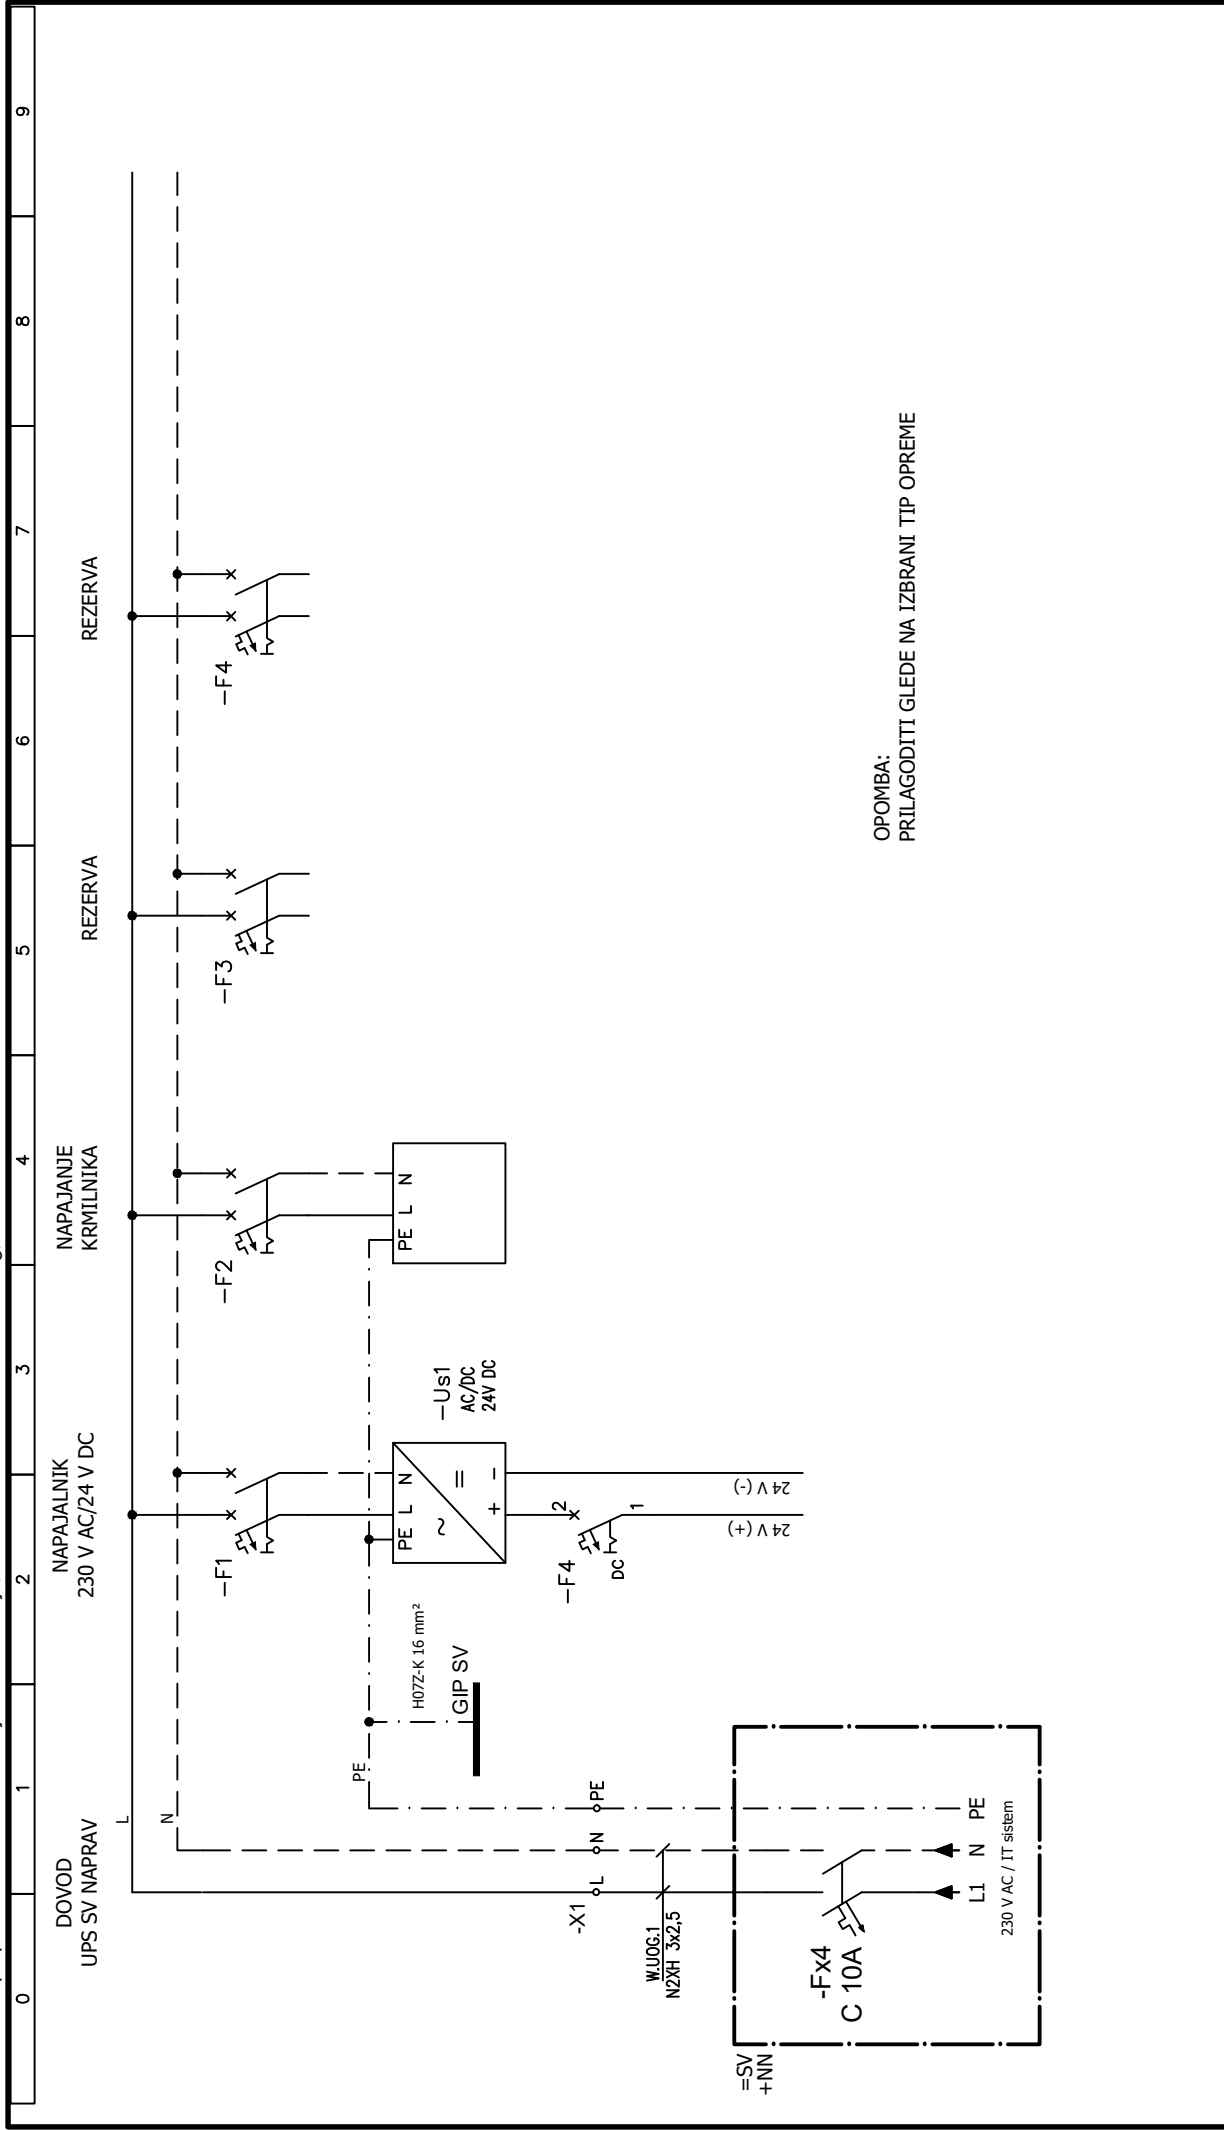 0 1 2 3 4 5 6 7 8 9
DOVOD
UPS SV NAPRAV
NAPAJALNIK
230 V AC/24 V DC
NAPAJANJE
KRMILNIKA
REZERVA
REZERVA
L
N
-F1
-F2
-F3
-F4
PE
H07Z-K 16 mm²
GIP SV
PE L N
~ =
+ -
-Us1
AC/DC
24V DC
PE L N
-F4
2
1
DC
24 V (+)
24 V (-)
-X1
L N PE
W.UOG.1
N2XH 3x2,5
=SV
+NN
-Fx4
C 10A
L1 N PE
230 V AC / IT sistem
OPOMBA:
PRILAGODITI GLEDE NA IZBRANI TIP OPREME